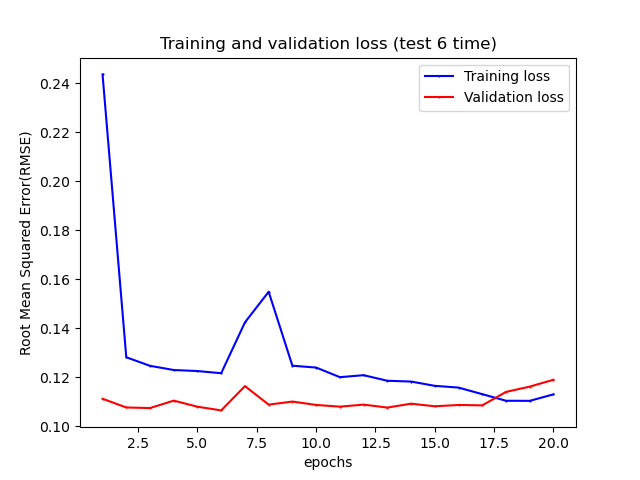 Training and validation loss (test 6 time)
Training loss
Validation loss
Root Mean Squared Error(RMSE)
0.24
0.22
0.20
0.18
0.16
0.14
0.12
0.10
2.5 5.0 7.5 10.0 12.5 15.0 17.5 20.0
epochs